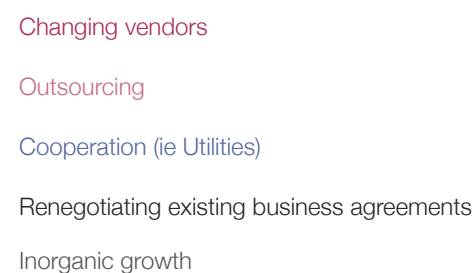 Changing vendors
Outsourcing
Cooperation (ie Utilities)
Renegotiating existing business agreements
Inorganic growth